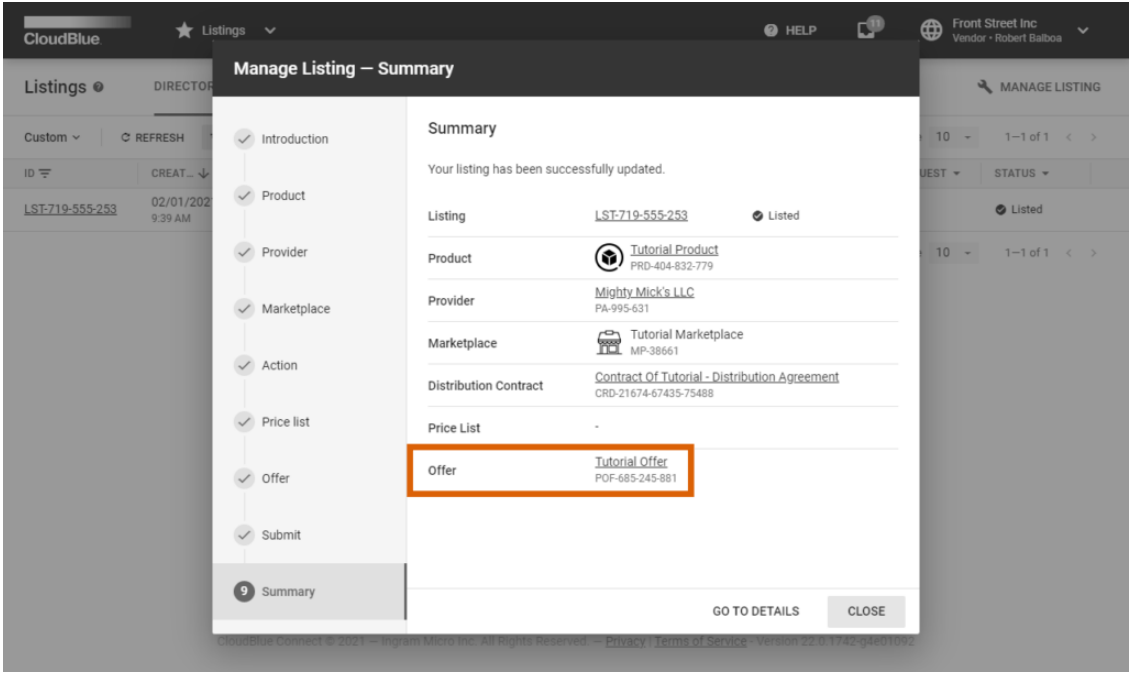 CloudBlue.
Listings
HELP
11
Front Street Inc
Vendor • Robert Balboa
Listings
DIRECTOR
MANAGE LISTING
Custom
REFRESH
10
1—1 of 1
ID
CREAT...
UEST
STATUS
LST-719-555-253
02/01/202
9:39 AM
Listed
10
1—1 of 1
Manage Listing — Summary
Introduction
Product
Provider
Marketplace
Action
Price list
Offer
Submit
9 Summary
Summary
Your listing has been successfully updated.
Listing LST-719-555-253 Listed
Product Tutorial Product
PRD-404-832-779
Provider Mighty Mick's LLC
PA-995-631
Marketplace Tutorial Marketplace
MP-38661
Distribution Contract Contract Of Tutorial - Distribution Agreement
CRD-21674-67435-75488
Price List -
Offer Tutorial Offer
POF-685-245-881
GO TO DETAILS CLOSE
CloudBlue Connect © 2021 — Ingram Micro Inc. All Rights Reserved. — Privacy | Terms of Service - Version 22.0.1742-g4e01092